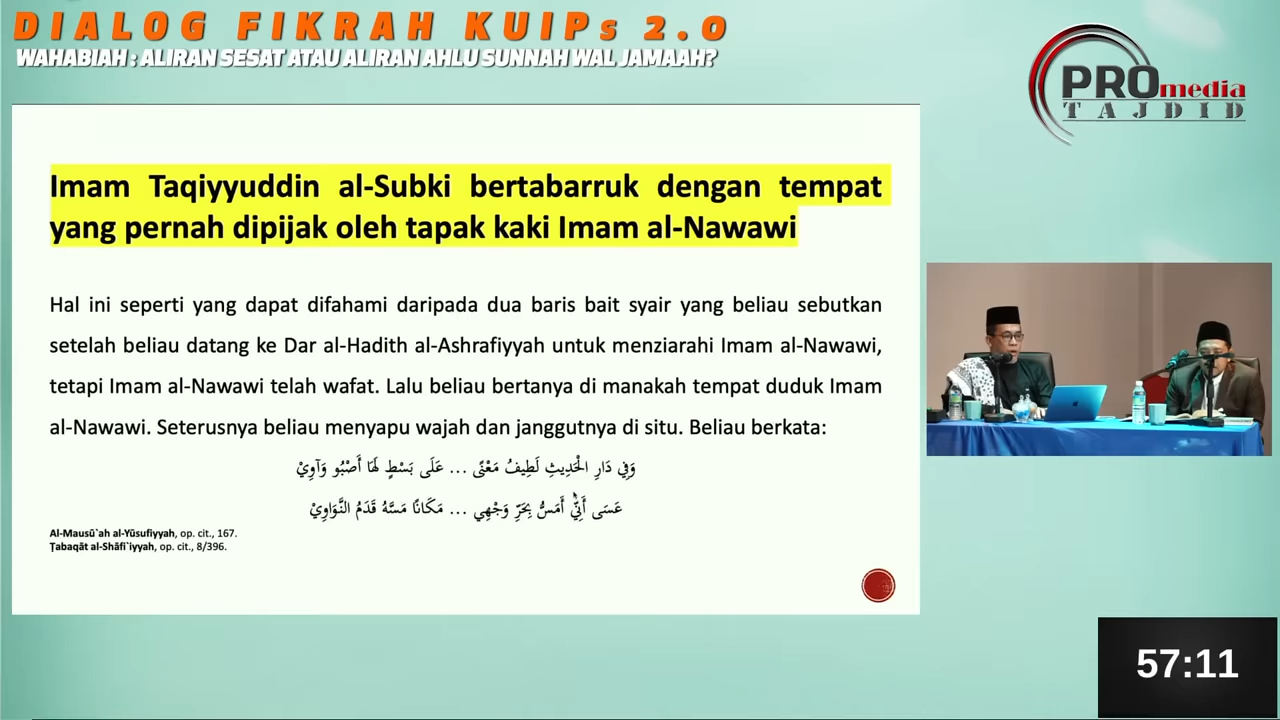 DIALOG FIKRAH KUIPs 2.0
WAHABIAH : ALIRAN SESAT ATAU ALIRAN AHLU SUNNAH WAL JAMAAH?
PROmedia
TAJDID
Imam Taqiyyuddin al-Subki bertabarruk dengan tempat
yang pernah dipijak oleh tapak kaki Imam al-Nawawi
Hal ini seperti yang dapat difahami daripada dua baris bait syair yang beliau sebutkan
setelah beliau datang ke Dar al-Hadith al-Ashrafiyyah untuk menziarahi Imam al-Nawawi,
tetapi Imam al-Nawawi telah wafat. Lalu beliau bertanya di manakah tempat duduk Imam
al-Nawawi. Seterusnya beliau menyapu wajah dan janggutnya di situ. Beliau berkata:
وَفِي دَارِ الْحَدِيثِ لَطِيفُ مَعْنًى ... عَلَى بَسْطٍ لَهَا أَصْبُو وَآوِيْ
عَسَى أَنِّيْ أَمَسُّ بِحَرِّ وَجْهِي ... مَكَانًا مَسَّهُ قَدَمُ النَّوَاوِيْ
Al-Mausū`ah al-Yūsufiyyah, op. cit., 167.
Ṭabaqāt al-Shāfi`iyyah, op. cit., 8/396.
57:11